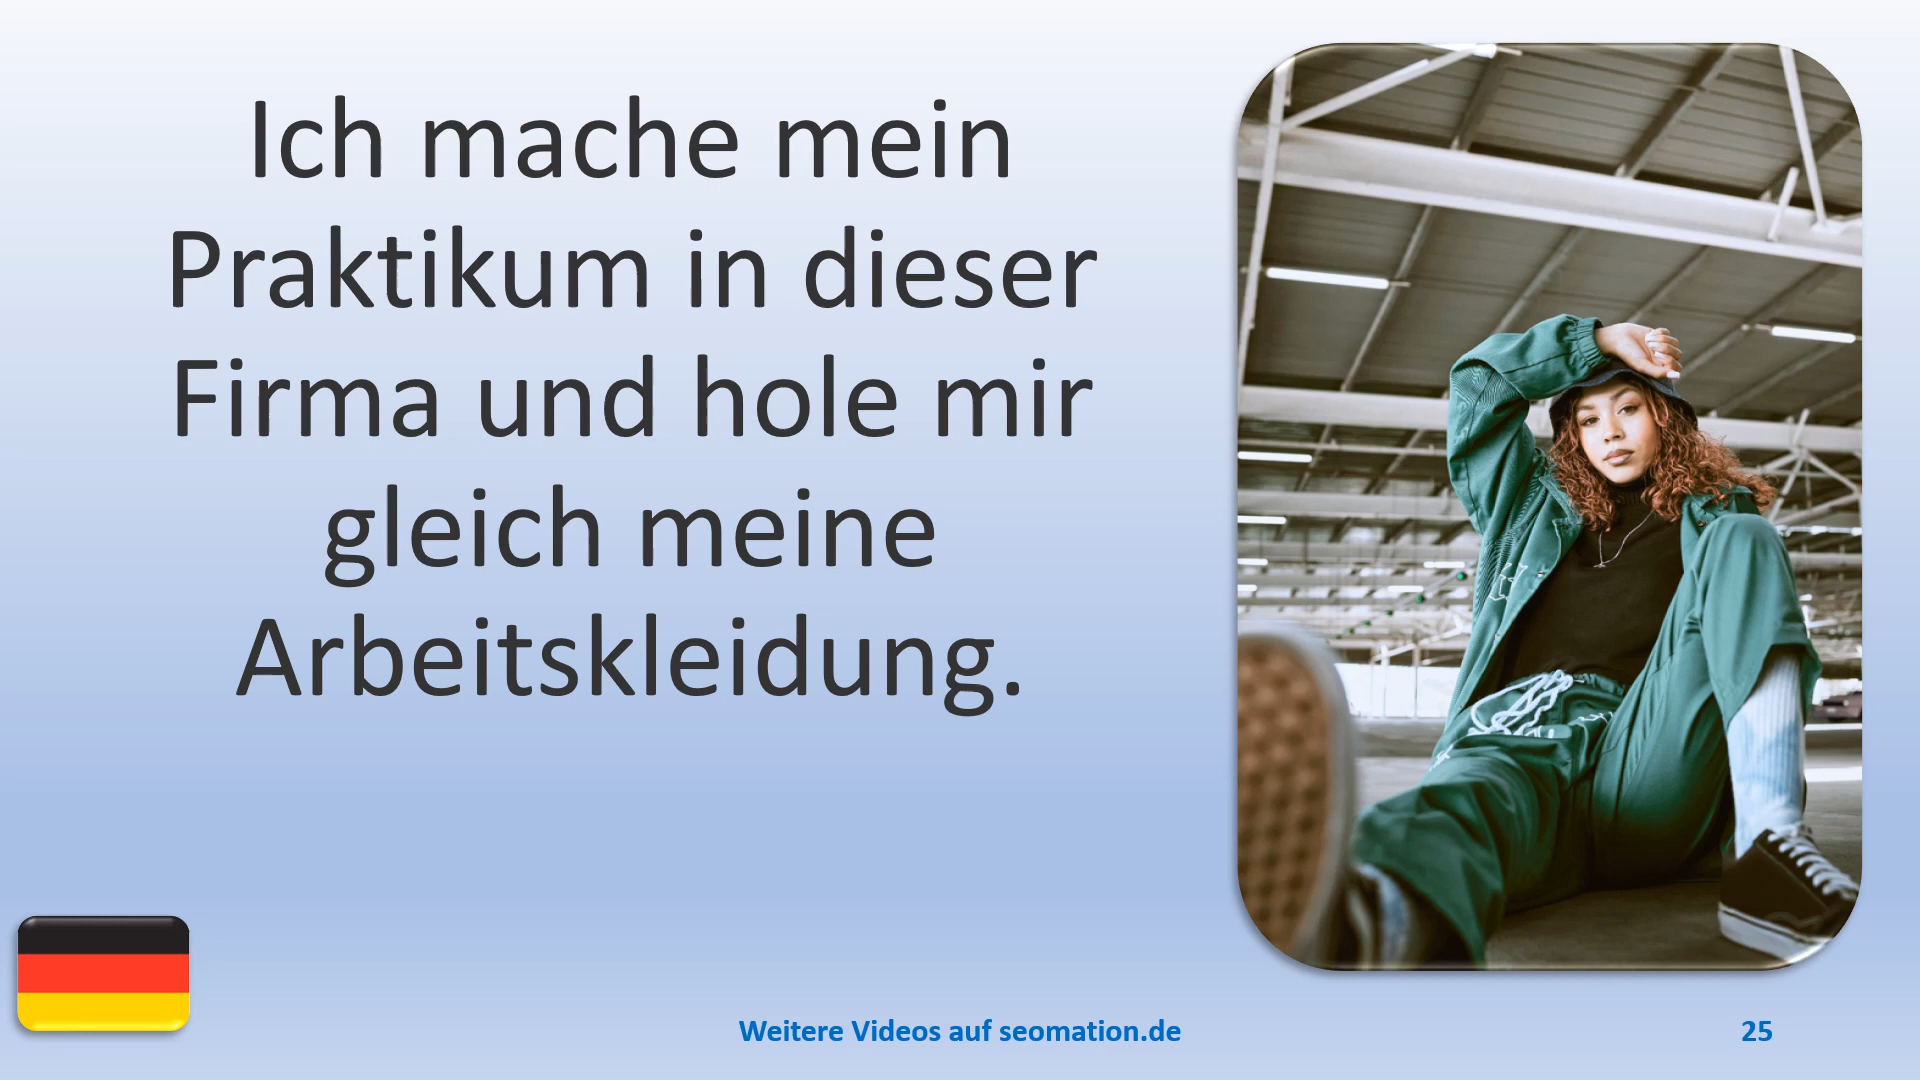 Ich mache mein
Praktikum in dieser
Firma und hole mir
gleich meine
Arbeitskleidung.
Weitere Videos auf seomation.de
25